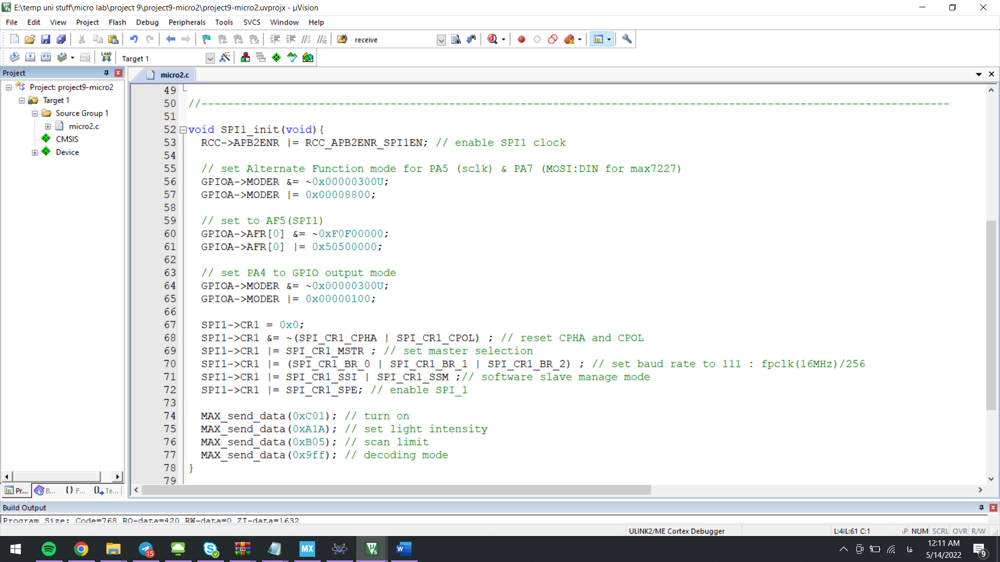 E:\temp uni stuff\micro lab\project 9\project9-micro2\project9-micro2.uvprojx - µVision
File Edit View Project Flash Debug Peripherals Tools SVCS Window Help
receive
LOAD Target 1
Project
micro2.c
Project: project9-micro2
Target 1
Source Group 1
micro2.c
CMSIS
Device
49
50 //-------------------------------------------------------------------------------------------------------------------
51
52 void SPI1_init(void){
53 RCC->APB2ENR |= RCC_APB2ENR_SPI1EN; // enable SPI1 clock
54
55 // set Alternate Function mode for PA5 (sclk) & PA7 (MOSI:DIN for max7227)
56 GPIOA->MODER &= ~0x00000300U;
57 GPIOA->MODER |= 0x00008800;
58
59 // set to AF5(SPI1)
60 GPIOA->AFR[0] &= ~0xF0F00000;
61 GPIOA->AFR[0] |= 0x50500000;
62
63 // set PA4 to GPIO output mode
64 GPIOA->MODER &= ~0x00000300U;
65 GPIOA->MODER |= 0x00000100;
66
67 SPI1->CR1 = 0x0;
68 SPI1->CR1 &= ~(SPI_CR1_CPHA | SPI_CR1_CPOL) ; // reset CPHA and CPOL
69 SPI1->CR1 |= SPI_CR1_MSTR ; // set master selection
70 SPI1->CR1 |= (SPI_CR1_BR_0 | SPI_CR1_BR_1 | SPI_CR1_BR_2) ; // set baud rate to 111 : fpclk(16MHz)/256
71 SPI1->CR1 |= SPI_CR1_SSI | SPI_CR1_SSM ;// software slave manage mode
72 SPI1->CR1 |= SPI_CR1_SPE; // enable SPI_1
73
74 MAX_send_data(0xC01); // turn on
75 MAX_send_data(0xA1A); // set light intensity
76 MAX_send_data(0xB05); // scan limit
77 MAX_send_data(0x9ff); // decoding mode
78 }
79
Pr... B... {} F... Te...
Build Output
Program Size: Code=768 RO-data=420 RW-data=0 ZI-data=1632
ULINK2/ME Cortex Debugger
L:61 C:1
NUM SCRL OVR R/W
15
MX
W
فا
12:11 AM
5/14/2022
9